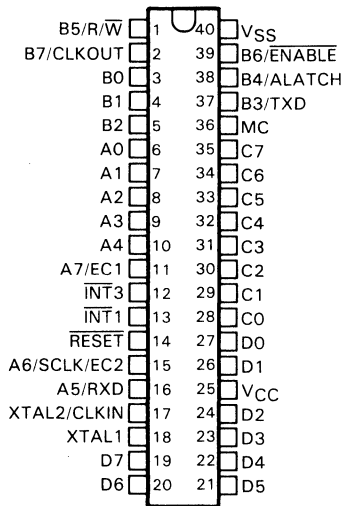 B5/R/W̅ 1 40 VSS
B7/CLKOUT 2 39 B6/E̅N̅A̅B̅L̅E̅
B0 3 38 B4/ALATCH
B1 4 37 B3/TXD
B2 5 36 MC
A0 6 35 C7
A1 7 34 C6
A2 8 33 C5
A3 9 32 C4
A4 10 31 C3
A7/EC1 11 30 C2
I̅N̅T̅3 12 29 C1
I̅N̅T̅1 13 28 C0
R̅E̅S̅E̅T̅ 14 27 D0
A6/SCLK/EC2 15 26 D1
A5/RXD 16 25 VCC
XTAL2/CLKIN 17 24 D2
XTAL1 18 23 D3
D7 19 22 D4
D6 20 21 D5